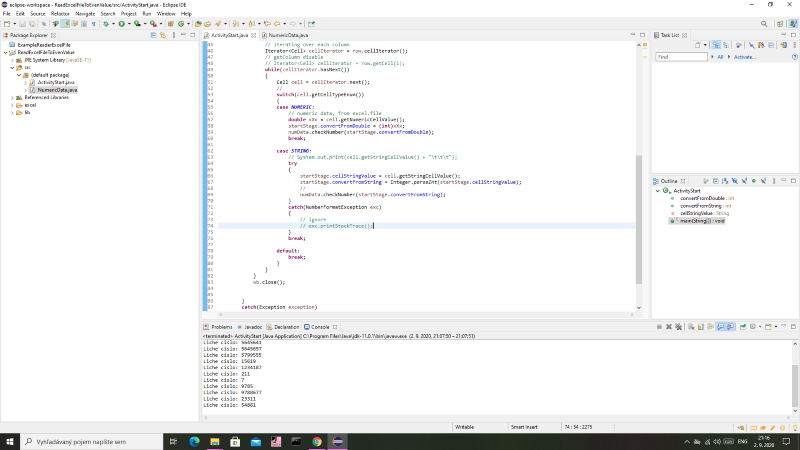 eclipse-workspace - ReadExcelFileToEvenValue/src/ActivityStart.java - Eclipse IDE
File Edit Source Refactor Navigate Search Project Run Window Help
Package Explorer
ExampleReaderExcelFile
ReadExcelFileToEvenValue
JRE System Library [JavaSE-11]
src
(default package)
ActivityStart.java
NumericData.java
Referenced Libraries
excel
lib
ActivityStart.java NumericData.java
// Iterating over each column
Iterator<Cell> cellIterator = row.cellIterator();
// getColumn disable
// Iterator<Cell> cellIterator = row.getCell(1);
while(cellIterator.hasNext())
{
Cell cell = cellIterator.next();
//
switch(cell.getCellTypeEnum())
{
case NUMERIC:
// numeric data, from excel.file
double xXx = cell.getNumericCellValue();
startStage.convertFromDouble = (int)xXx;
numData.checkNumber(startStage.convertFromDouble);
break;
case STRING:
// System.out.print(cell.getStringCellValue() + "\t\t\t");
try
{
startStage.cellStringValue = cell.getStringCellValue();
startStage.convertFromString = Integer.parseInt(startStage.cellStringValue);
//
numData.checkNumber(startStage.convertFromString);
}
catch(NumberFormatException exc)
{
// ignore
// exc.printStackTrace();
}
break;
default:
break;
}
}
}
wb.close();
}
catch(Exception exception)
Task List
Find All Activate...
Outline
ActivityStart
convertFromDouble : int
convertFromString : int
cellStringValue : String
main(String[]) : void
Problems Javadoc Declaration Console
<terminated> ActivityStart [Java Application] C:\Program Files\Java\jdk-11.0.1\bin\javaw.exe (2. 9. 2020, 21:07:50 – 21:07:51)
Liche cislo: 5645641
Liche cislo: 5645657
Liche cislo: 5799555
Liche cislo: 15619
Liche cislo: 1234187
Liche cislo: 211
Liche cislo: 7
Liche cislo: 9785
Liche cislo: 9788677
Liche cislo: 23311
Liche cislo: 54881
Writable Smart Insert 74 : 54 : 2275
Vyhľadávaný pojem napíšte sem
ENG
21:16
2. 9. 2020